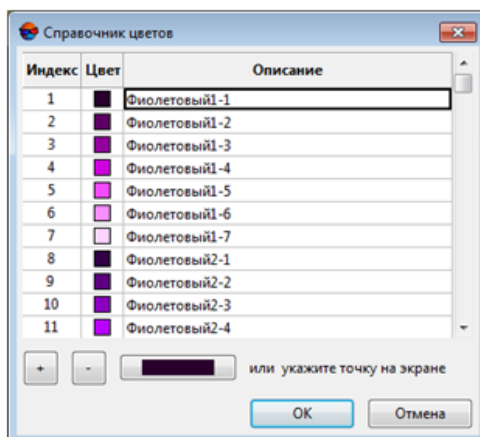 Справочник цветов
Индекс Цвет Описание
1 Фиолетовый1-1
2 Фиолетовый1-2
3 Фиолетовый1-3
4 Фиолетовый1-4
5 Фиолетовый1-5
6 Фиолетовый1-6
7 Фиолетовый1-7
8 Фиолетовый2-1
9 Фиолетовый2-2
10 Фиолетовый2-3
11 Фиолетовый2-4
+ - или укажите точку на экране
OK Отмена